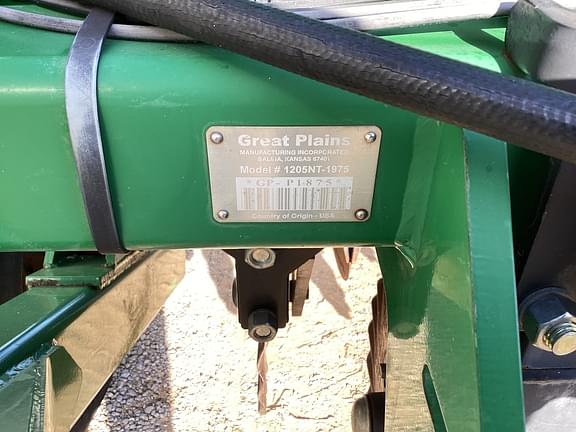 Great Plains
MANUFACTURING INCORPORATED
SALINA, KANSAS 67401
Model # 1205NT-1975
*GP-P1875*
Country of Origin - USA